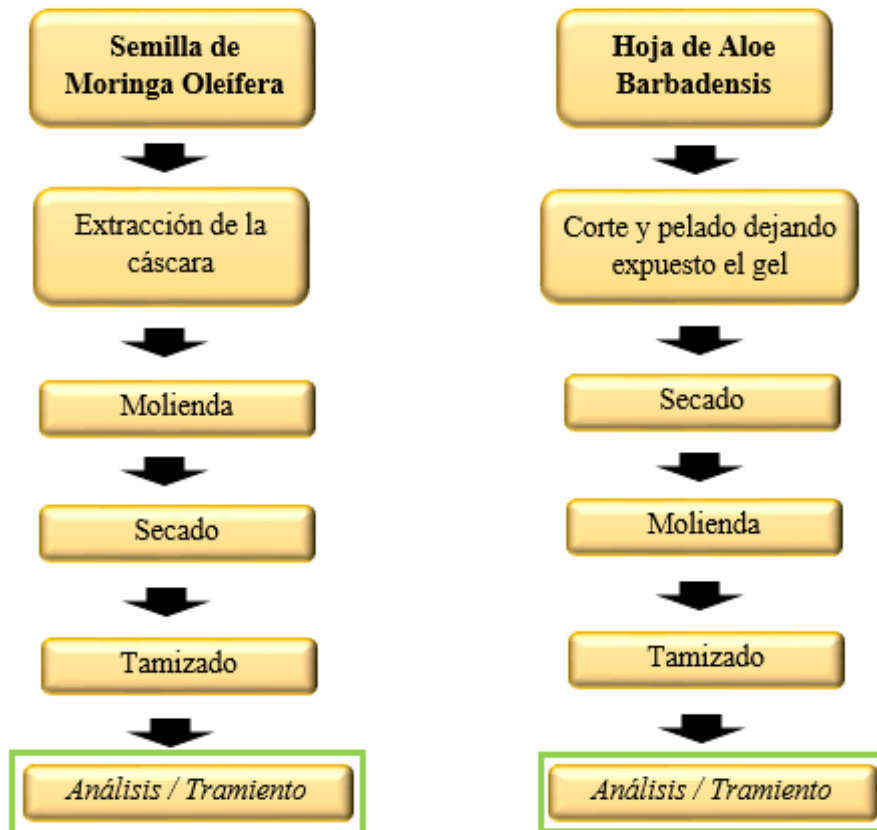 Semilla de
Moringa Oleífera
Extracción de la
cáscara
Molienda
Secado
Tamizado
Análisis / Tramiento
Hoja de Aloe
Barbadensis
Corte y pelado dejando
expuesto el gel
Secado
Molienda
Tamizado
Análisis / Tramiento